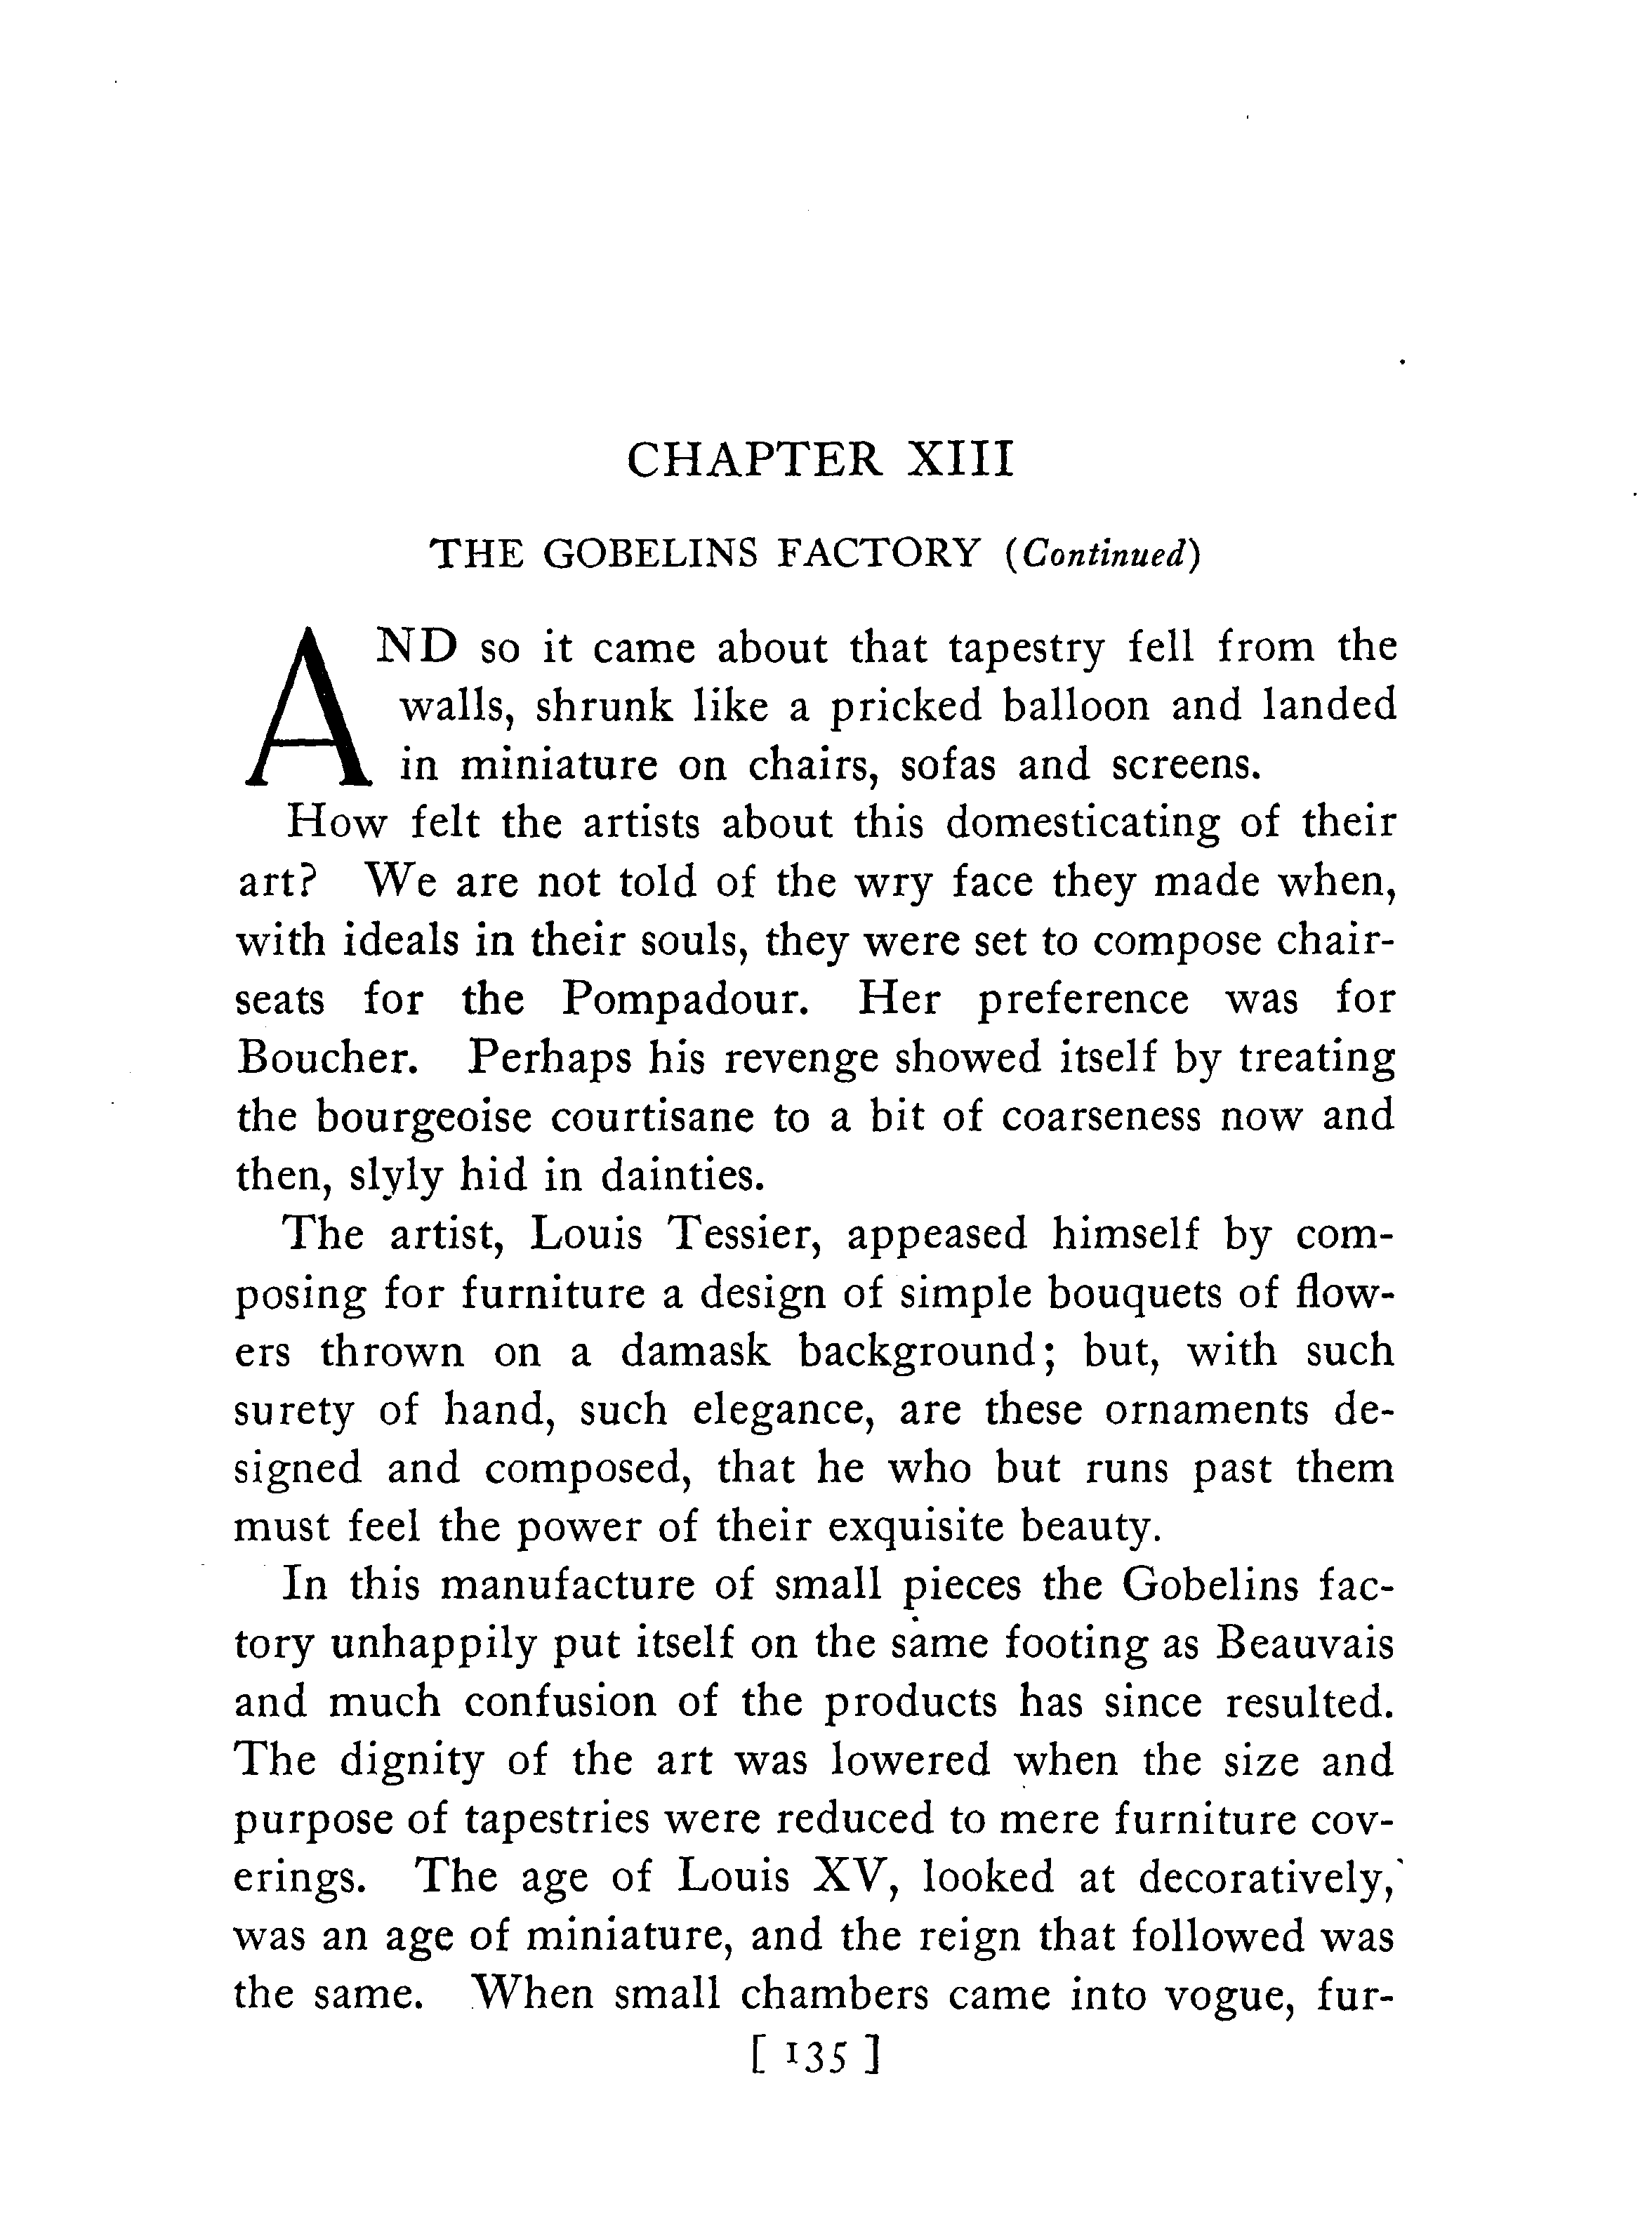 CHAPTER XIII
THE GOBELINS FACTORY (Continued)
AND so it came about that tapestry fell from the
walls, shrunk like a pricked balloon and landed
in miniature on chairs, sofas and screens.
How felt the artists about this domesticating of their
art? We are not told of the wry face they made when,
with ideals in their souls, they were set to compose chair-
seats for the Pompadour. Her preference was for
Boucher. Perhaps his revenge showed itself by treating
the bourgeoise courtisane to a bit of coarseness now and
then, slyly hid in dainties.
The artist, Louis Tessier, appeased himself by com-
posing for furniture a design of simple bouquets of flow-
ers thrown on a damask background; but, with such
surety of hand, such elegance, are these ornaments de-
signed and composed, that he who but runs past them
must feel the power of their exquisite beauty.
In this manufacture of small pieces the Gobelins fac-
tory unhappily put itself on the same footing as Beauvais
and much confusion of the products has since resulted.
The dignity of the art was lowered when the size and
purpose of tapestries were reduced to mere furniture cov-
erings. The age of Louis XV, looked at decoratively,
was an age of miniature, and the reign that followed was
the same. When small chambers came into vogue, fur-
[ 135 ]